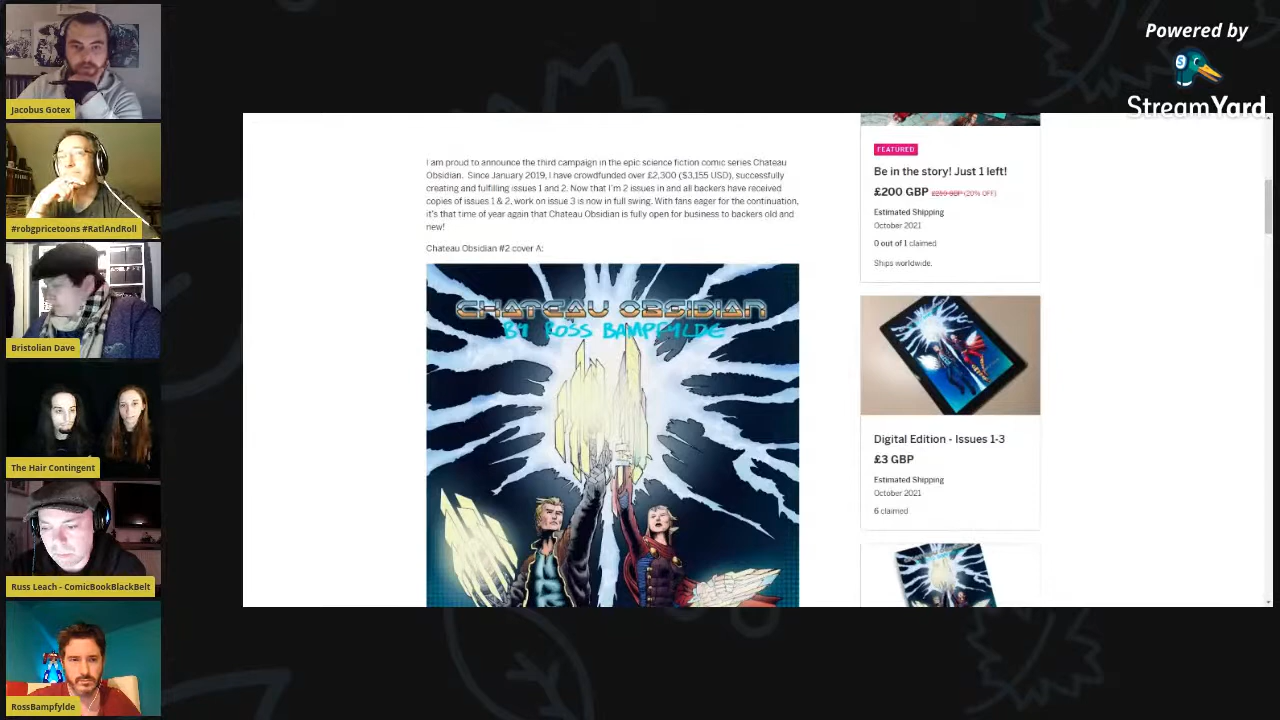 Powered by
StreamYard
Jacobus Gotex
#robgpricetoons #RatlAndRoll
Bristolian Dave
The Hair Contingent
Russ Leach - ComicBookBlackBelt
RossBampfylde
I am proud to announce the third campaign in the epic science fiction comic series Chateau
Obsidian. Since January 2019, I have crowdfunded over £2,300 ($3,155 USD), successfully
creating and fulfilling issues 1 and 2. Now that I'm 2 issues in and all backers have received
copies of issues 1 & 2, work on issue 3 is now in full swing. With fans eager for the continuation,
it's that time of year again that Chateau Obsidian is fully open for business to backers old and
new!
Chateau Obsidian #2 cover A:
CHATEAU OBSIDIAN
BY ROSS BAMPFYLDE
FEATURED
Be in the story! Just 1 left!
£200 GBP £250 GBP (20% OFF)
Estimated Shipping
October 2021
0 out of 1 claimed
Ships worldwide.
Digital Edition - Issues 1-3
£3 GBP
Estimated Shipping
October 2021
6 claimed